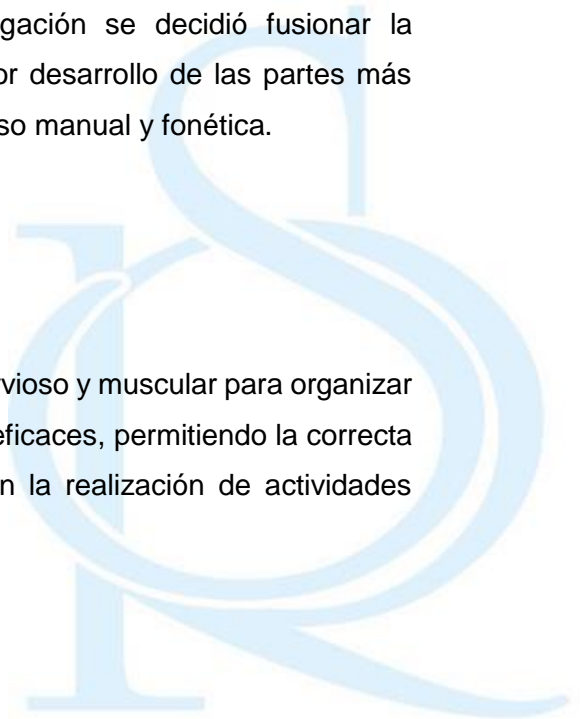 gación se decidió fusionar la
or desarrollo de las partes más
so manual y fonética.
rvioso y muscular para organizar
eficaces, permitiendo la correcta
n la realización de actividades